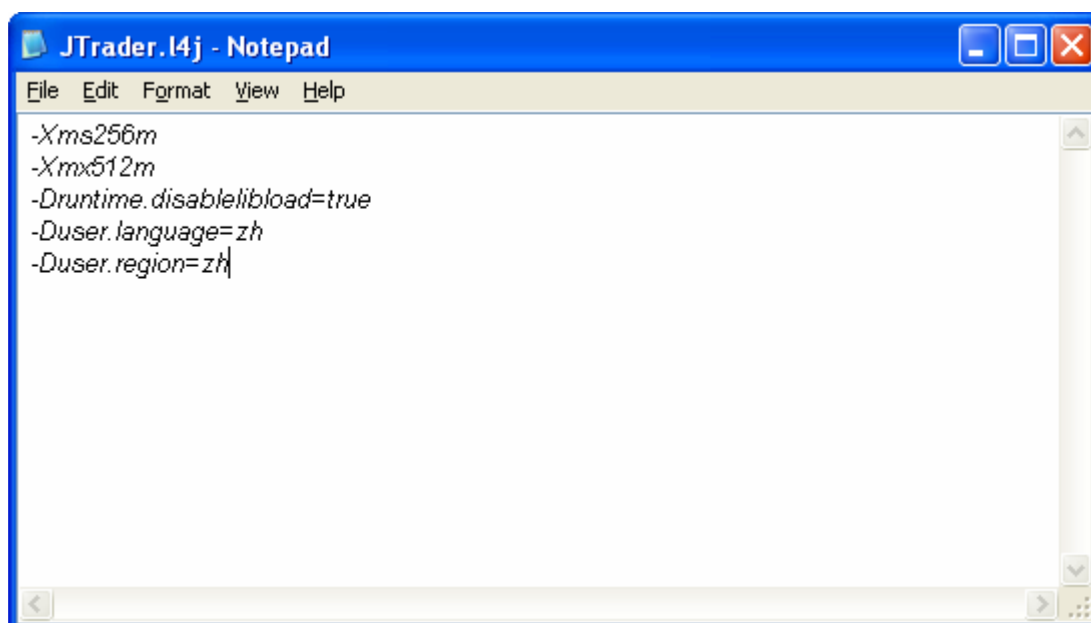 JTrader.l4j - Notepad
File Edit Format View Help
-Xms256m
-Xmx512m
-Druntime.disablelibload=true
-Duser.language=zh
-Duser.region=zh